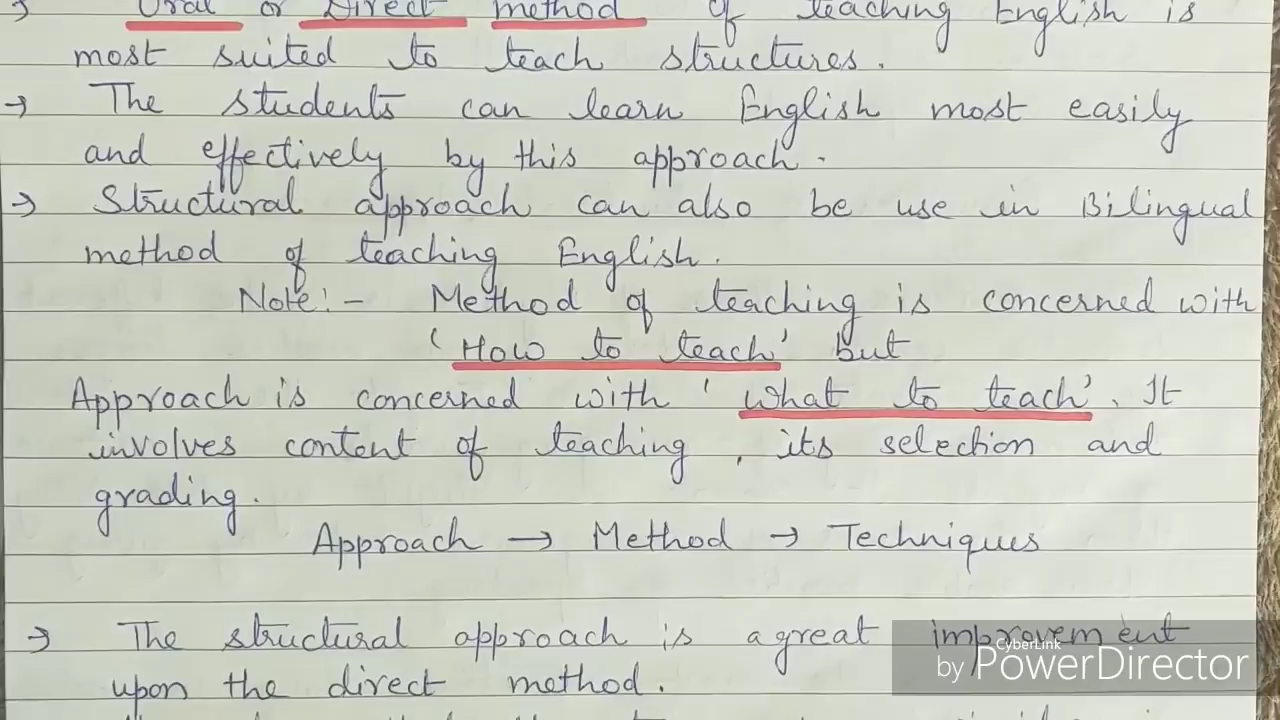 → Oral or Direct method of teaching English is
most suited to teach structures.
→ The students can learn English most easily
and effectively by this approach.
→ Structural approach can also be use in Bilingual
method of teaching English.
Note:- Method of teaching is concerned with
'How to teach' but
Approach is concerned with 'what to teach'. It
involves content of teaching, its selection and
grading.
Approach → Method → Techniques
→ The structural approach is a great improvement
upon the direct method.
CyberLink
by PowerDirector